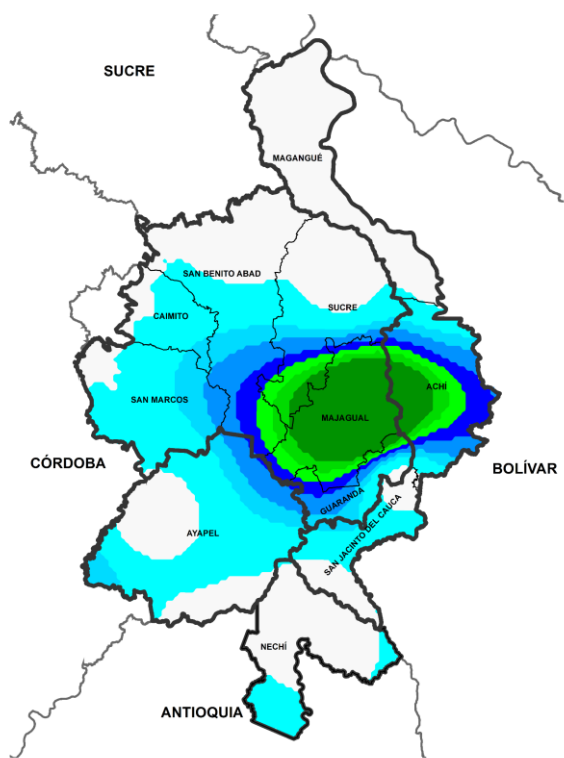 SUCRE
MAGANGUÉ
SAN BENITO ABAD
SUCRE
CAIMITO
ACHÍ
SAN MARCOS
MAJAGUAL
CÓRDOBA
BOLÍVAR
GUARANDA
SAN JACINTO DEL CAUCA
AYAPEL
NECHÍ
ANTIOQUIA